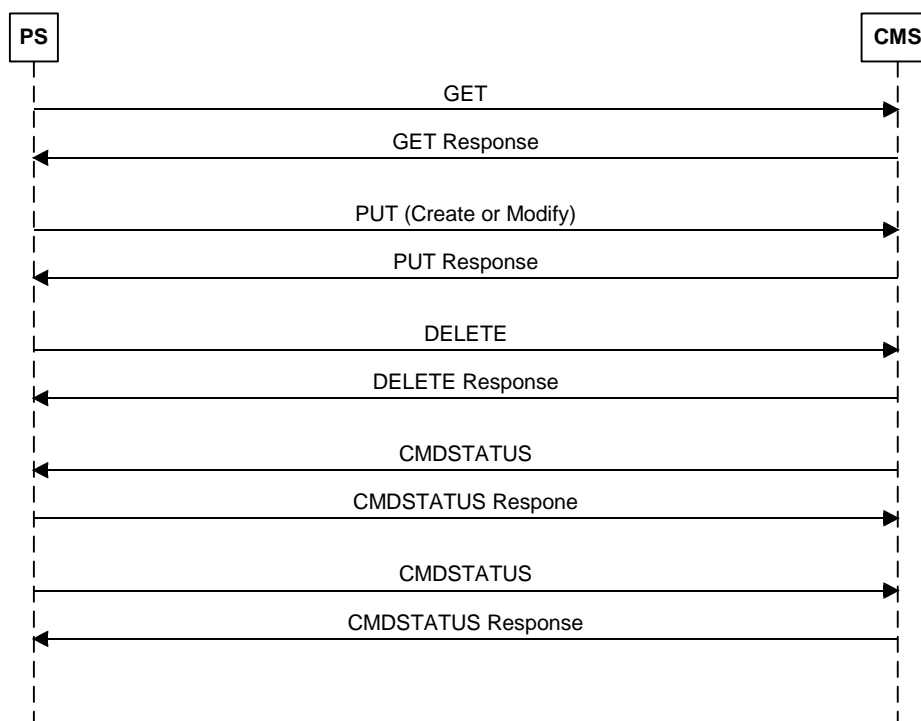 PS
CMS
GET
GET Response
PUT (Create or Modify)
PUT Response
DELETE
DELETE Response
CMDSTATUS
CMDSTATUS Respone
CMDSTATUS
CMDSTATUS Response